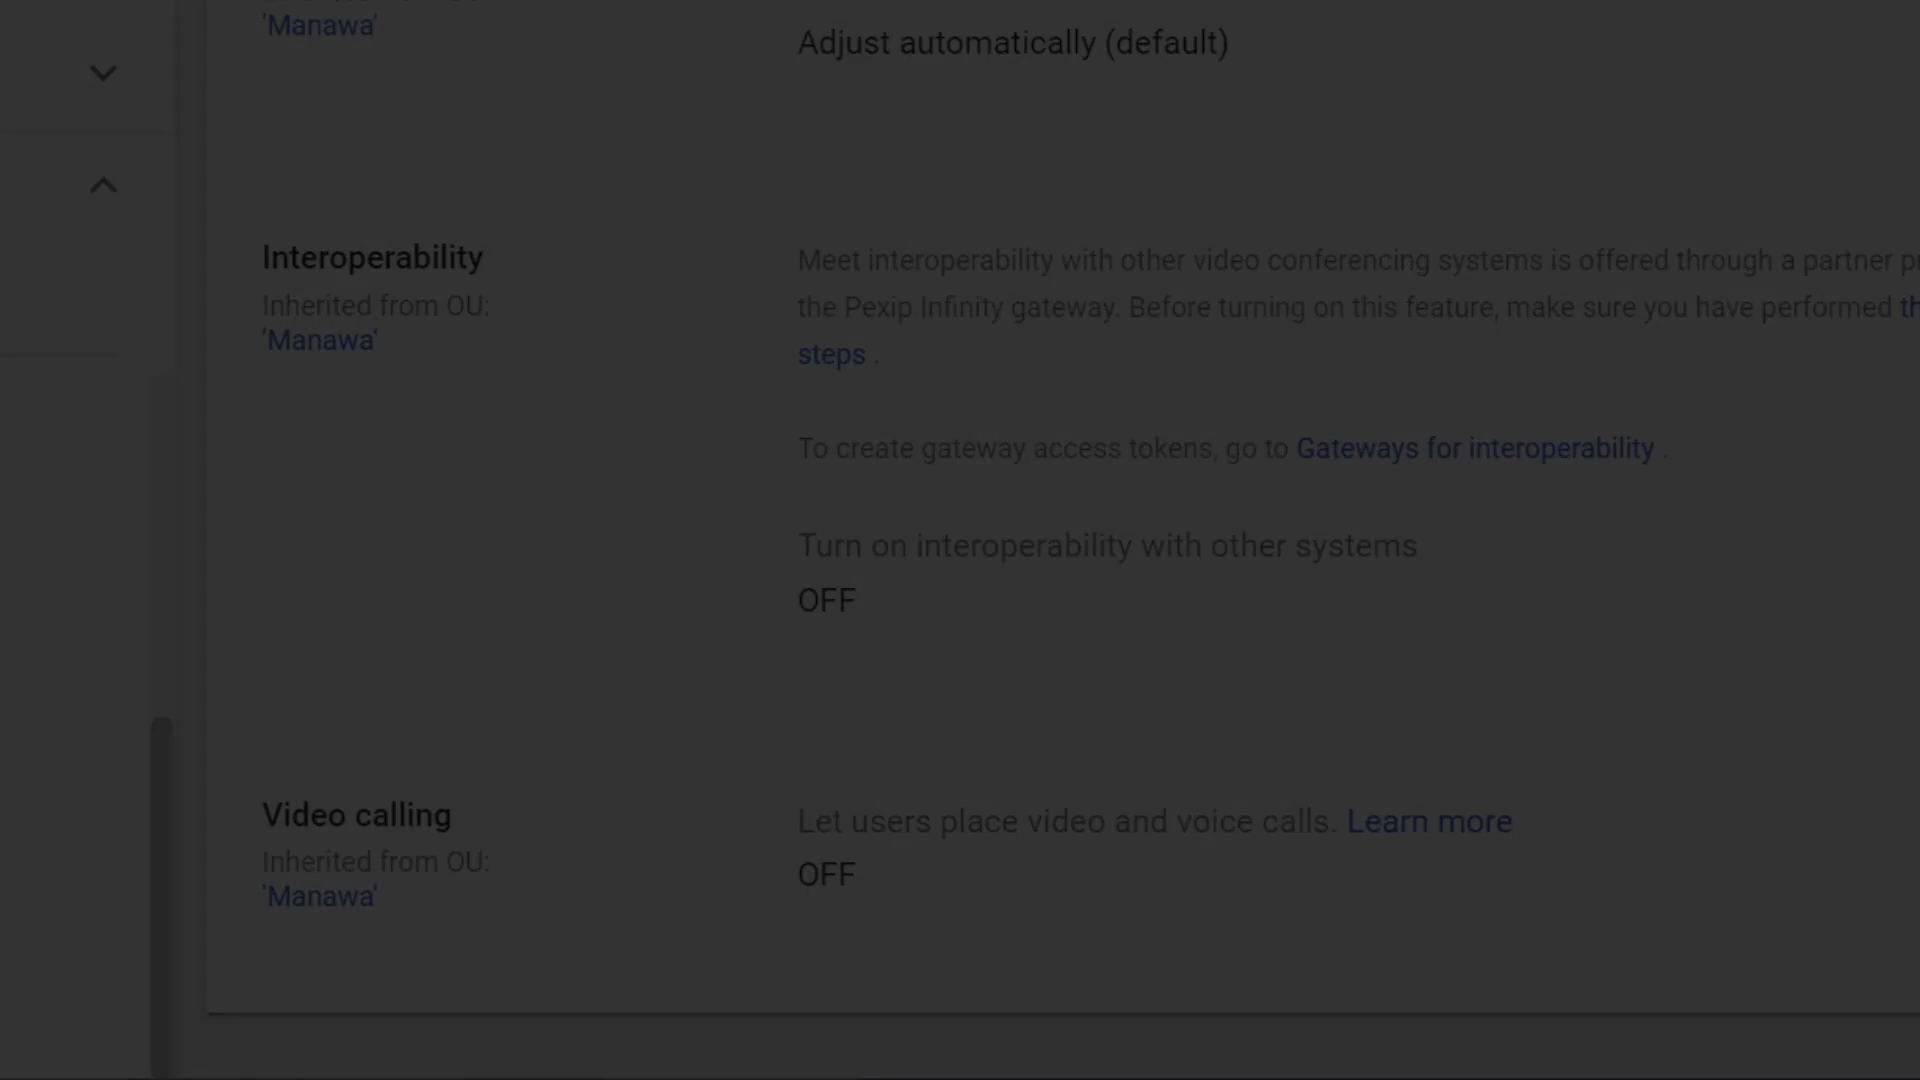 'Manawa'
Adjust automatically (default)
Interoperability
Inherited from OU:
'Manawa'
Meet interoperability with other video conferencing systems is offered through a partner
the Pexip Infinity gateway. Before turning on this feature, make sure you have performed
steps .
To create gateway access tokens, go to Gateways for interoperability .
Turn on interoperability with other systems
OFF
Video calling
Inherited from OU:
'Manawa'
Let users place video and voice calls. Learn more
OFF